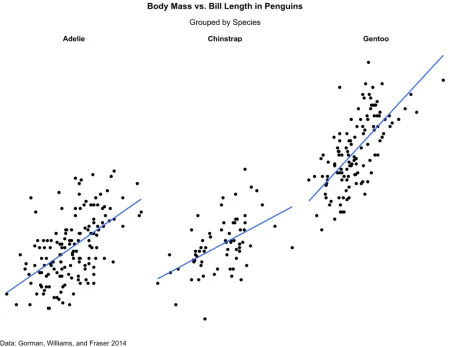 Body Mass vs. Bill Length in Penguins
Grouped by Species
Adelie
Chinstrap
Gentoo
Data: Gorman, Williams, and Fraser 2014